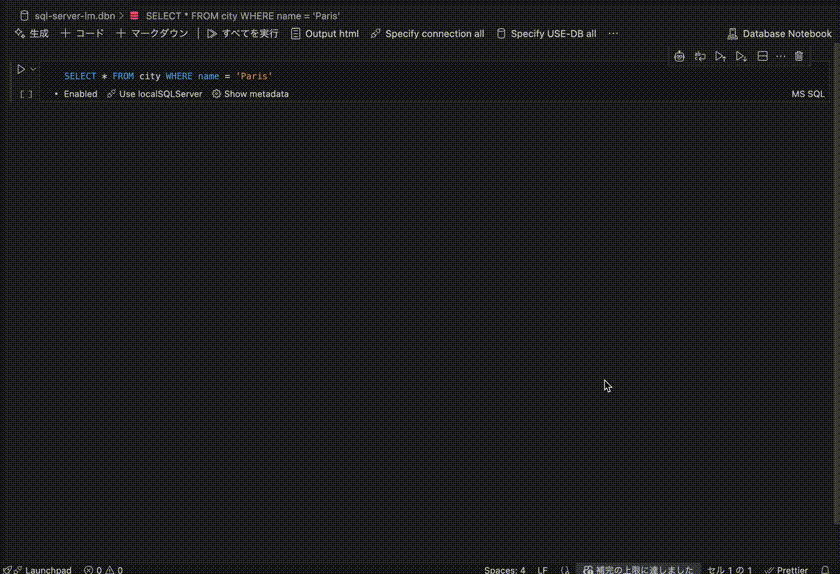 sql-server-lm.dbn > SELECT * FROM city WHERE name = 'Paris'
生成 + コード + マークダウン | すべてを実行 Output html Specify connection all Specify USE-DB all ··· Database Notebook
SELECT * FROM city WHERE name = 'Paris'
[ ] • Enabled Use localSQLServer Show metadata MS SQL
Launchpad 0 0 Spaces: 4 LF 補完の上限に達しました セル 1 の 1 Prettier